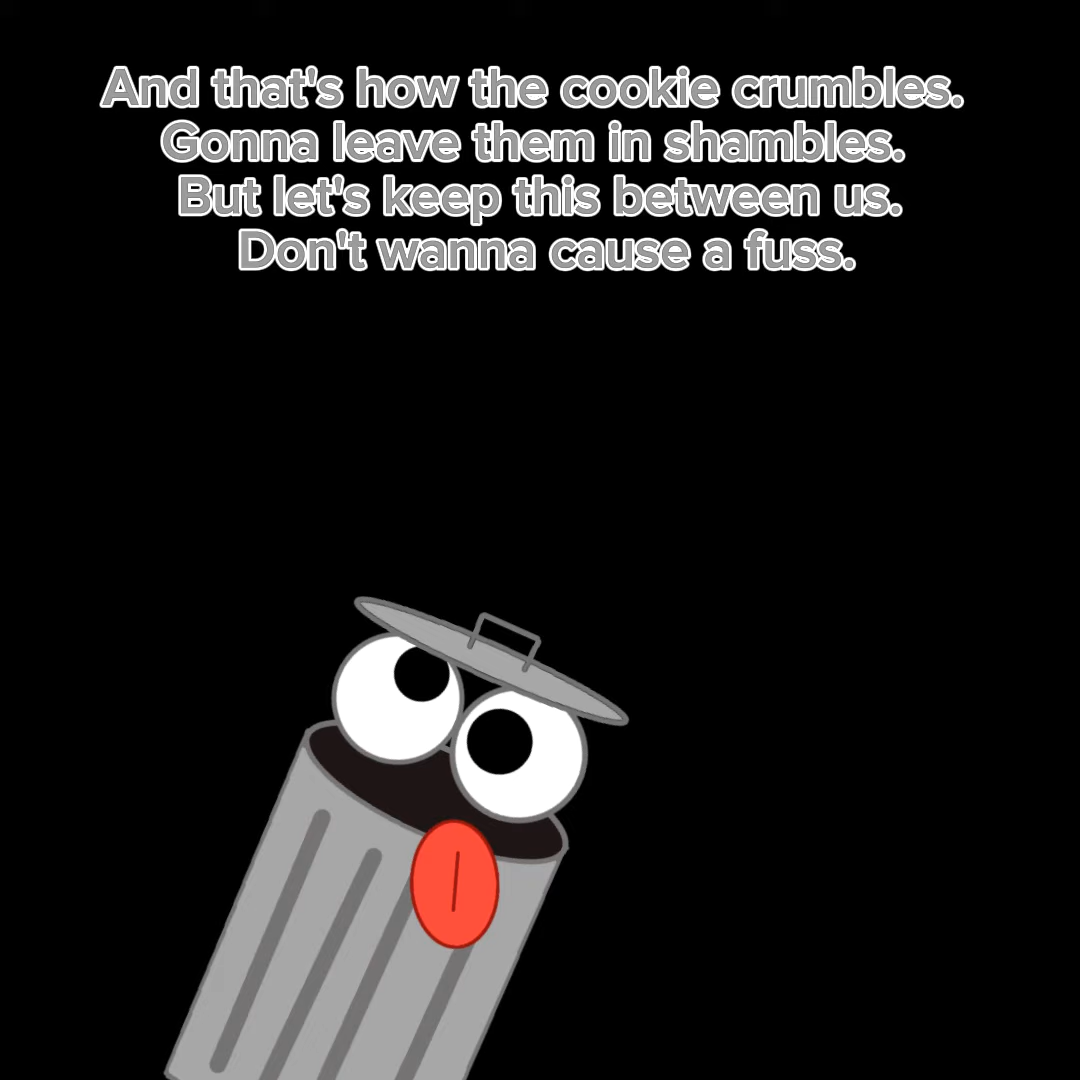 And that's how the cookie crumbles.
Gonna leave them in shambles.
But let's keep this between us.
Don't wanna cause a fuss.